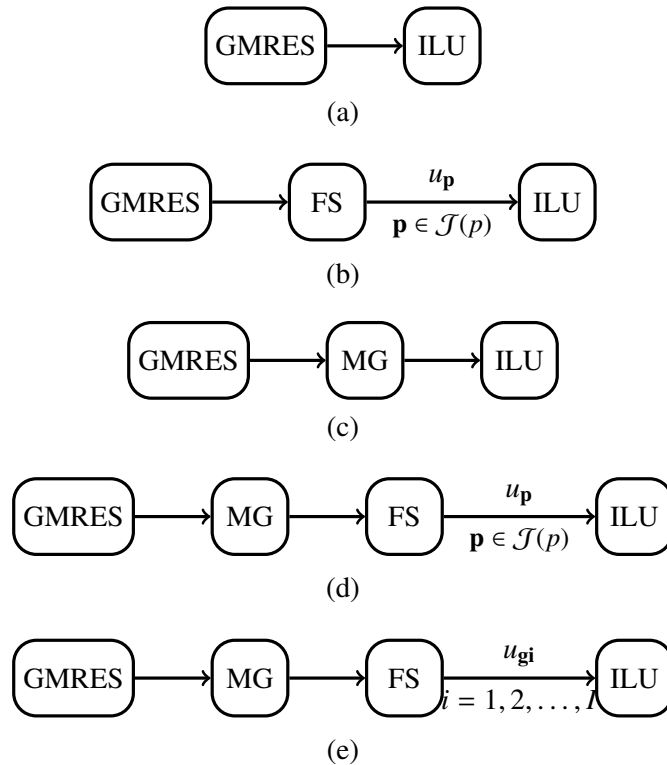 GMRES ILU
(a)
GMRES FS u_p ILU
p ∈ 𝒥(p)
(b)
GMRES MG ILU
(c)
GMRES MG FS u_p ILU
p ∈ 𝒥(p)
(d)
GMRES MG FS u_gi ILU
i = 1, 2, . . . , I
(e)